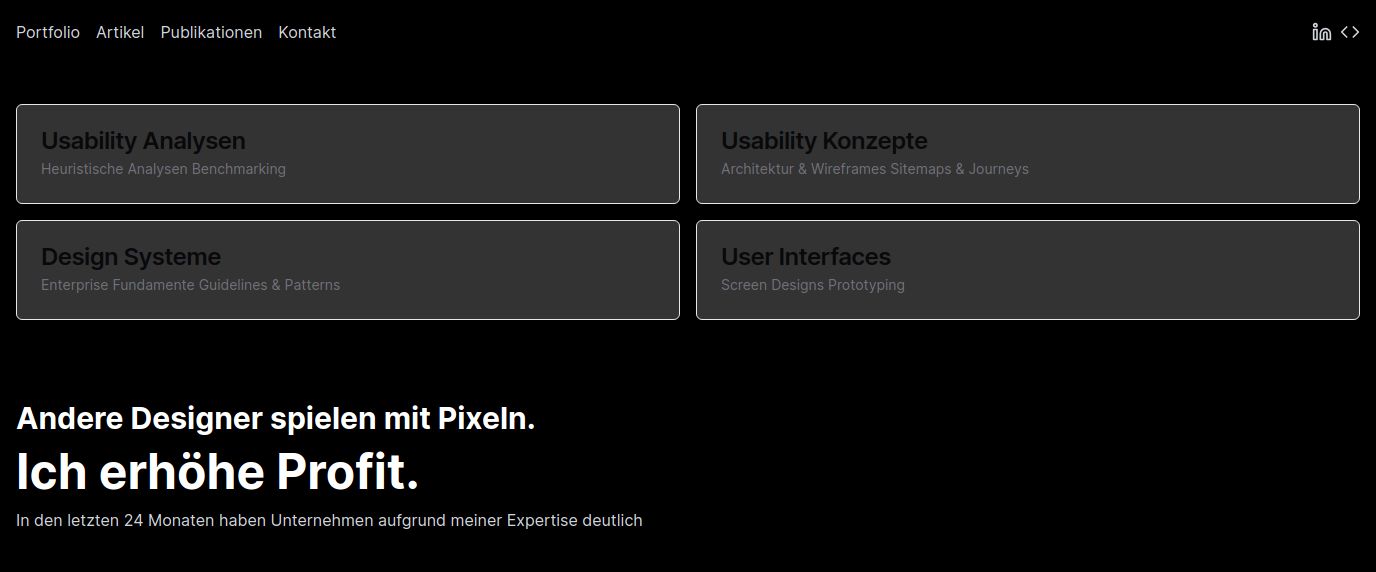 Portfolio Artikel Publikationen Kontakt
Usability Analysen
Heuristische Analysen Benchmarking
Usability Konzepte
Architektur & Wireframes Sitemaps & Journeys
Design Systeme
Enterprise Fundamente Guidelines & Patterns
User Interfaces
Screen Designs Prototyping
Andere Designer spielen mit Pixeln.
Ich erhöhe Profit.
In den letzten 24 Monaten haben Unternehmen aufgrund meiner Expertise deutlich